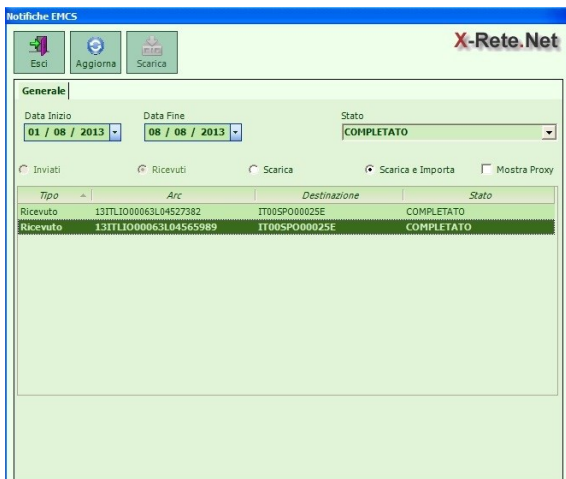 Notifiche EMCS
X-Rete.Net
Esci Aggiorna Scarica
Generale
Data Inizio Data Fine Stato
01 / 08 / 2013 08 / 08 / 2013 COMPLETATO
Inviati Ricevuti Scarica Scarica e Importa Mostra Proxy
Tipo Arc Destinazione Stato
Ricevuto 13ITLIO00063L04527382 IT00SPO00025E COMPLETATO
Ricevuto 13ITLIO00063L04565989 IT00SPO00025E COMPLETATO